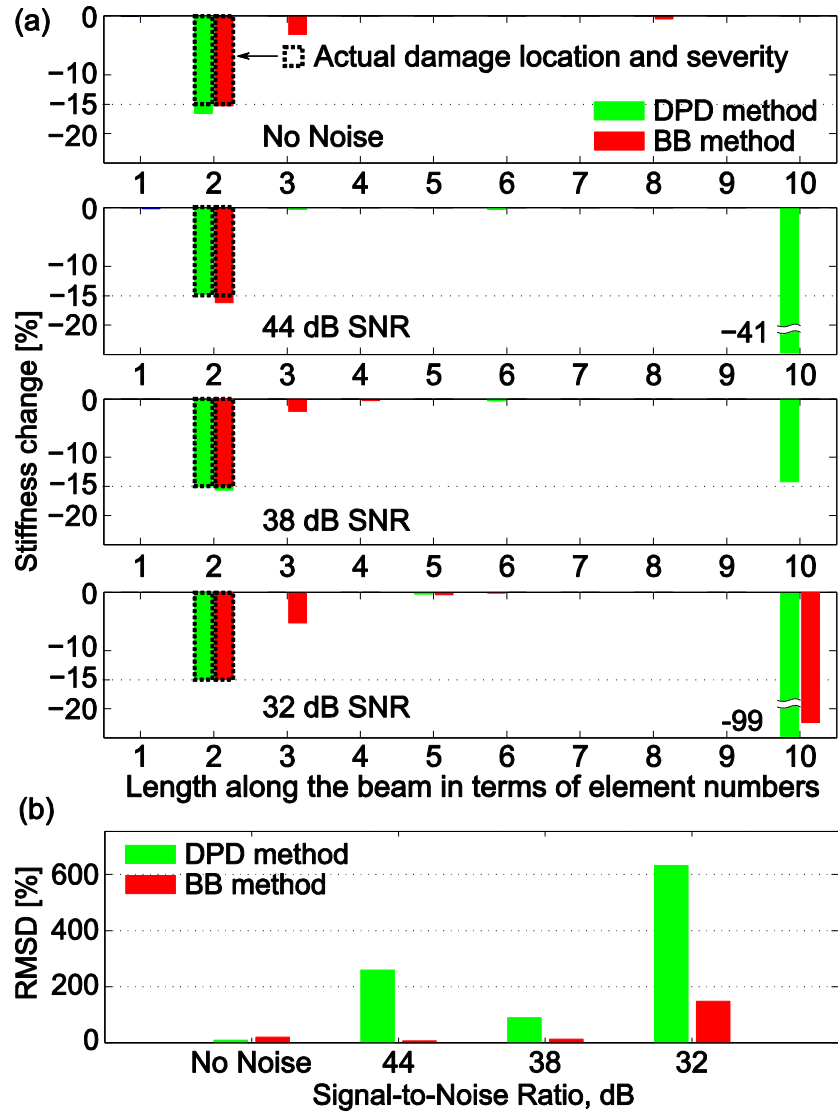 (a)
0
−10
−15
−20
Actual damage location and severity
DPD method
BB method
No Noise
1 2 3 4 5 6 7 8 9 10
0
−10
−15
−20
44 dB SNR
−41
1 2 3 4 5 6 7 8 9 10
Stiffness change [%]
0
−10
−15
−20
38 dB SNR
1 2 3 4 5 6 7 8 9 10
0
−10
−15
−20
32 dB SNR
-99
1 2 3 4 5 6 7 8 9 10
Length along the beam in terms of element numbers
(b)
DPD method
BB method
RMSD [%]
600
400
200
0
No Noise 44 38 32
Signal-to-Noise Ratio, dB